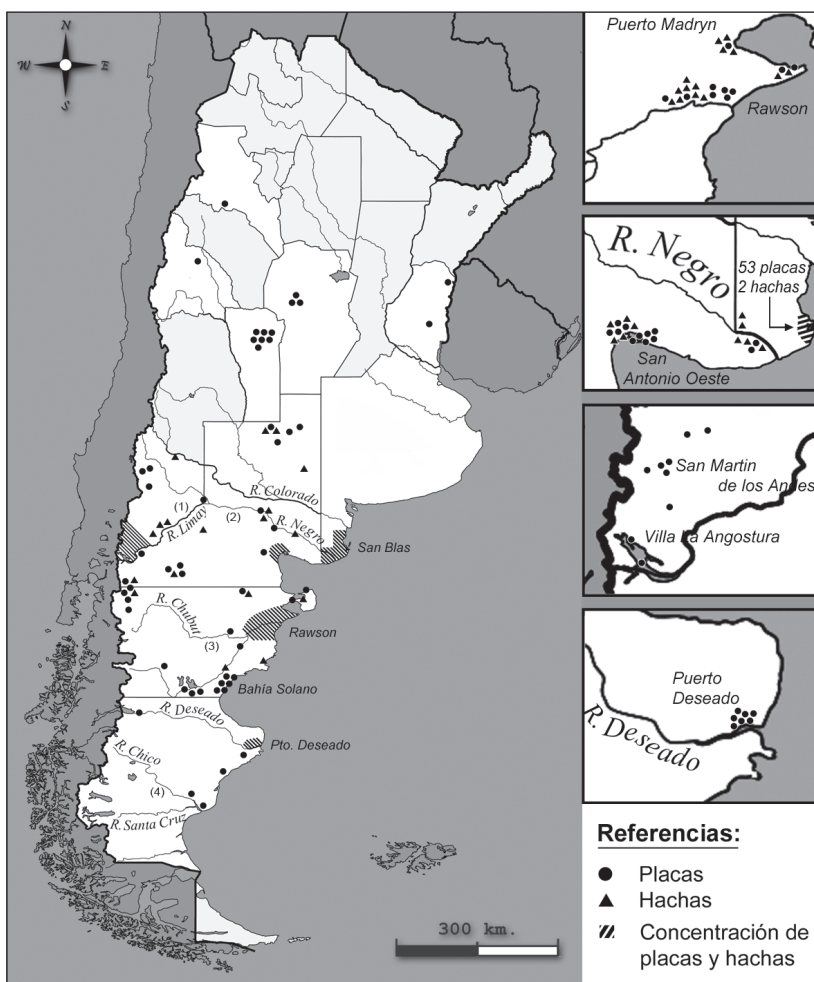 N
W
E
S
(1)
R. Limay
(2)
R. Colorado
R. Negro
San Blas
R. Chubut
(3)
Rawson
Bahía Solano
R. Deseado
Pto. Deseado
R. Chico
(4)
R. Santa Cruz
300 km.
Puerto Madryn
Rawson
R. Negro
53 placas
2 hachas
San
Antonio Oeste
San Martin
de los Andes
Villa La Angostura
Puerto
Deseado
R. Deseado
Referencias:
Placas
Hachas
Concentración de
placas y hachas